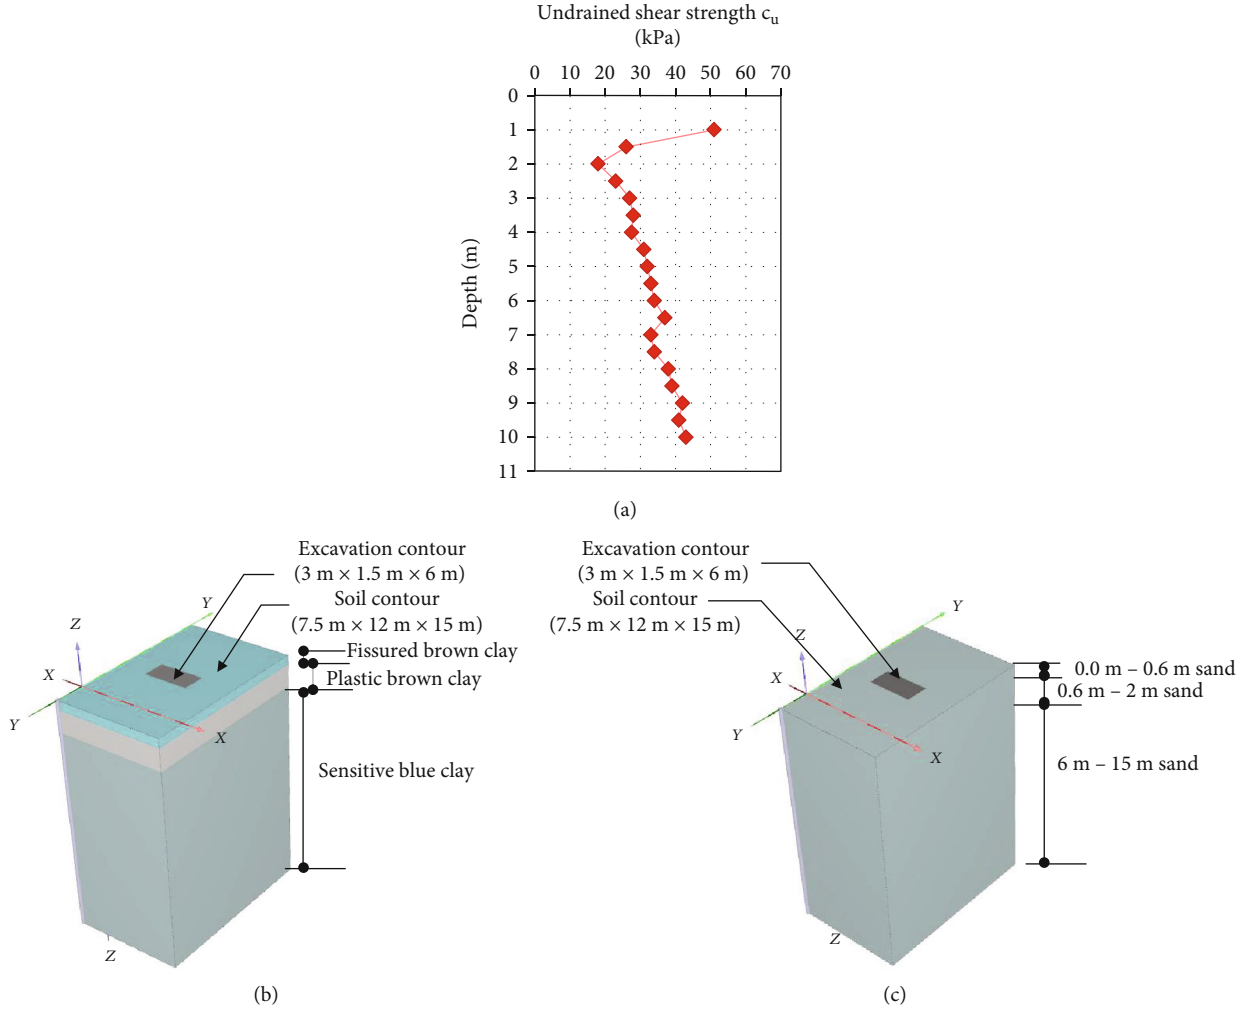 Undrained shear strength cu
(kPa)
0 10 20 30 40 50 60 70
0
1
2
3
4
5
6
7
8
9
10
11
Depth (m)
(a)
Excavation contour
(3 m × 1.5 m × 6 m)
Soil contour
(7.5 m × 12 m × 15 m)
Fissured brown clay
Plastic brown clay
Sensitive blue clay
Y
Z
X
Y
X
Z
(b)
Excavation contour
(3 m × 1.5 m × 6 m)
Soil contour
(7.5 m × 12 m × 15 m)
0.0 m – 0.6 m sand
0.6 m – 2 m sand
6 m – 15 m sand
Y
Z
X
Y
X
Z
(c)